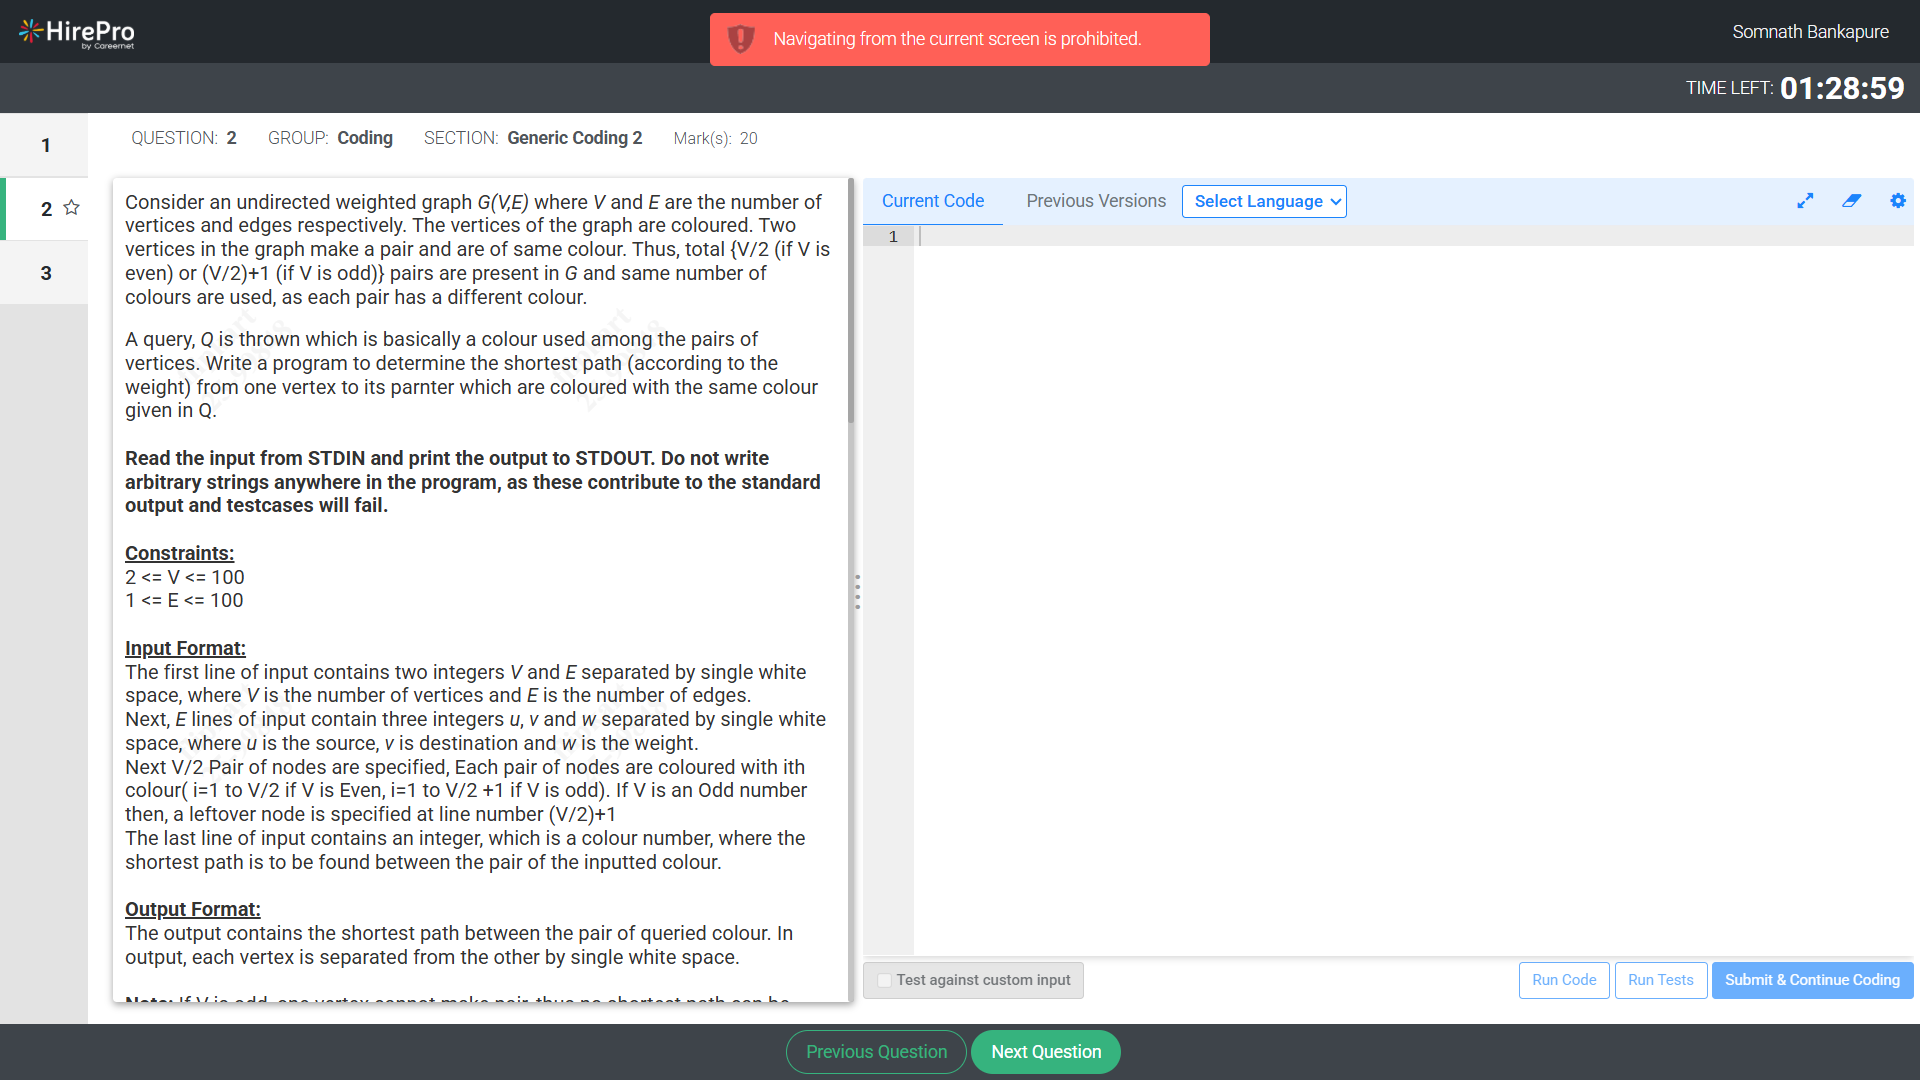 HirePro
by Careernet
Navigating from the current screen is prohibited.
Somnath Bankapure
TIME LEFT: 01:28:59
1
2
3
QUESTION: 2 GROUP: Coding SECTION: Generic Coding 2 Mark(s): 20
Consider an undirected weighted graph G(V,E) where V and E are the number of
vertices and edges respectively. The vertices of the graph are coloured. Two
vertices in the graph make a pair and are of same colour. Thus, total {V/2 (if V is
even) or (V/2)+1 (if V is odd)} pairs are present in G and same number of
colours are used, as each pair has a different colour.
A query, Q is thrown which is basically a colour used among the pairs of
vertices. Write a program to determine the shortest path (according to the
weight) from one vertex to its parnter which are coloured with the same colour
given in Q.
Read the input from STDIN and print the output to STDOUT. Do not write
arbitrary strings anywhere in the program, as these contribute to the standard
output and testcases will fail.
Constraints:
2 <= V <= 100
1 <= E <= 100
Input Format:
The first line of input contains two integers V and E separated by single white
space, where V is the number of vertices and E is the number of edges.
Next, E lines of input contain three integers u, v and w separated by single white
space, where u is the source, v is destination and w is the weight.
Next V/2 Pair of nodes are specified, Each pair of nodes are coloured with ith
colour( i=1 to V/2 if V is Even, i=1 to V/2 +1 if V is odd). If V is an Odd number
then, a leftover node is specified at line number (V/2)+1
The last line of input contains an integer, which is a colour number, where the
shortest path is to be found between the pair of the inputted colour.
Output Format:
The output contains the shortest path between the pair of queried colour. In
output, each vertex is separated from the other by single white space.
Note: If V is odd, one vertex cannot make pair, thus no shortest path can be
Current Code Previous Versions Select Language
1
Test against custom input
Run Code Run Tests Submit & Continue Coding
Previous Question Next Question